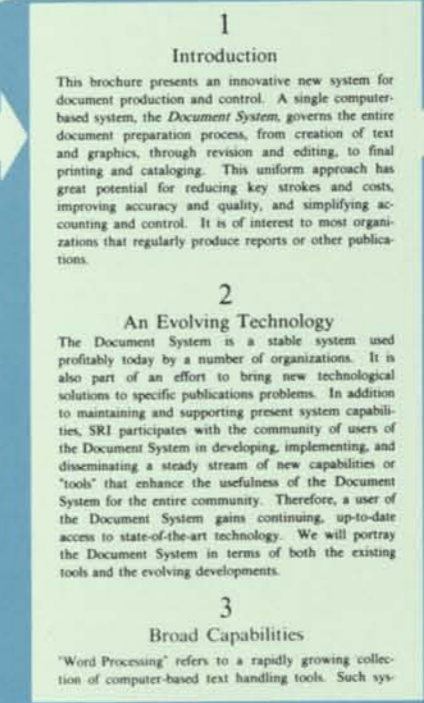 1
Introduction
This brochure presents an innovative new system for
document production and control. A single computer-
based system, the Document System, governs the entire
document preparation process, from creation of text
and graphics, through revision and editing, to final
printing and cataloging. This uniform approach has
great potential for reducing key strokes and costs,
improving accuracy and quality, and simplifying ac-
counting and control. It is of interest to most organi-
zations that regularly produce reports or other publica-
tions.
2
An Evolving Technology
The Document System is a stable system used
profitably today by a number of organizations. It is
also part of an effort to bring new technological
solutions to specific publications problems. In addition
to maintaining and supporting present system capabili-
ties, SRI participates with the community of users of
the Document System in developing, implementing, and
disseminating a steady stream of new capabilities or
"tools" that enhance the usefulness of the Document
System for the entire community. Therefore, a user of
the Document System gains continuing, up-to-date
access to state-of-the-art technology. We will portray
the Document System in terms of both the existing
tools and the evolving developments.
3
Broad Capabilities
"Word Processing" refers to a rapidly growing collec-
tion of computer-based text handling tools. Such sys-